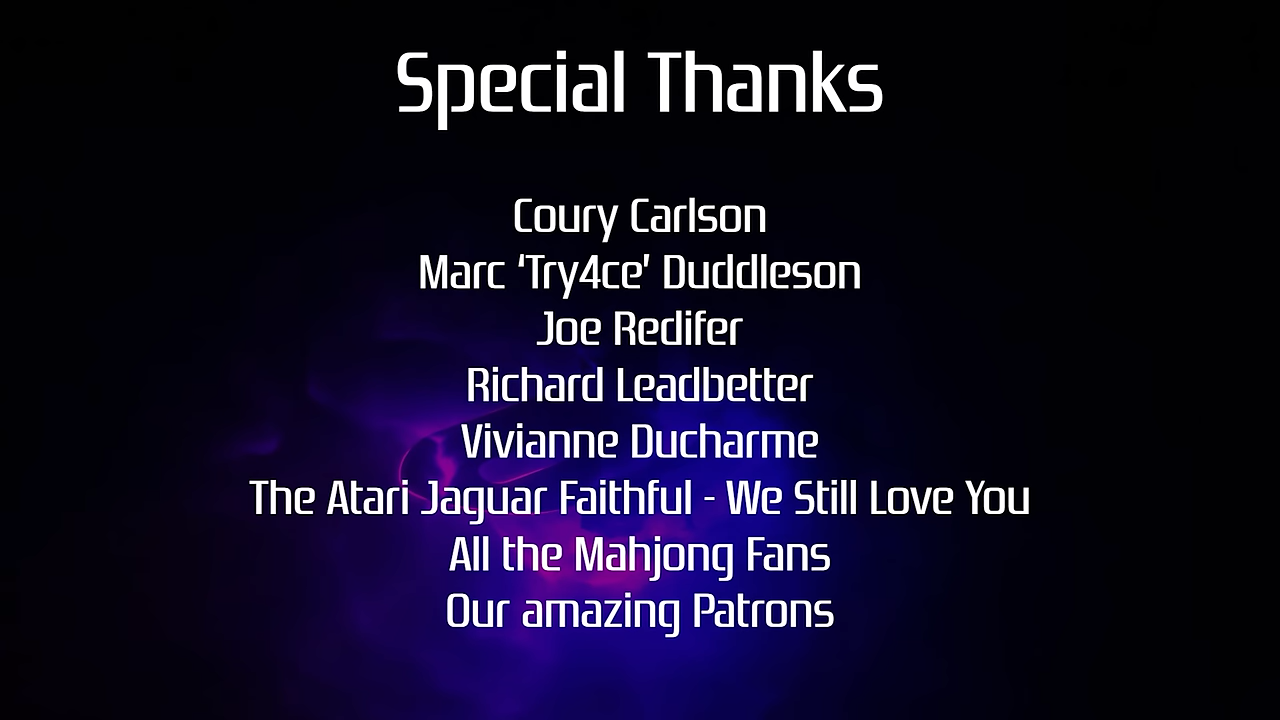 Special Thanks
Coury Carlson
Marc ‘Try4ce’ Duddleson
Joe Redifer
Richard Leadbetter
Vivianne Ducharme
The Atari Jaguar Faithful - We Still Love You
All the Mahjong Fans
Our amazing Patrons